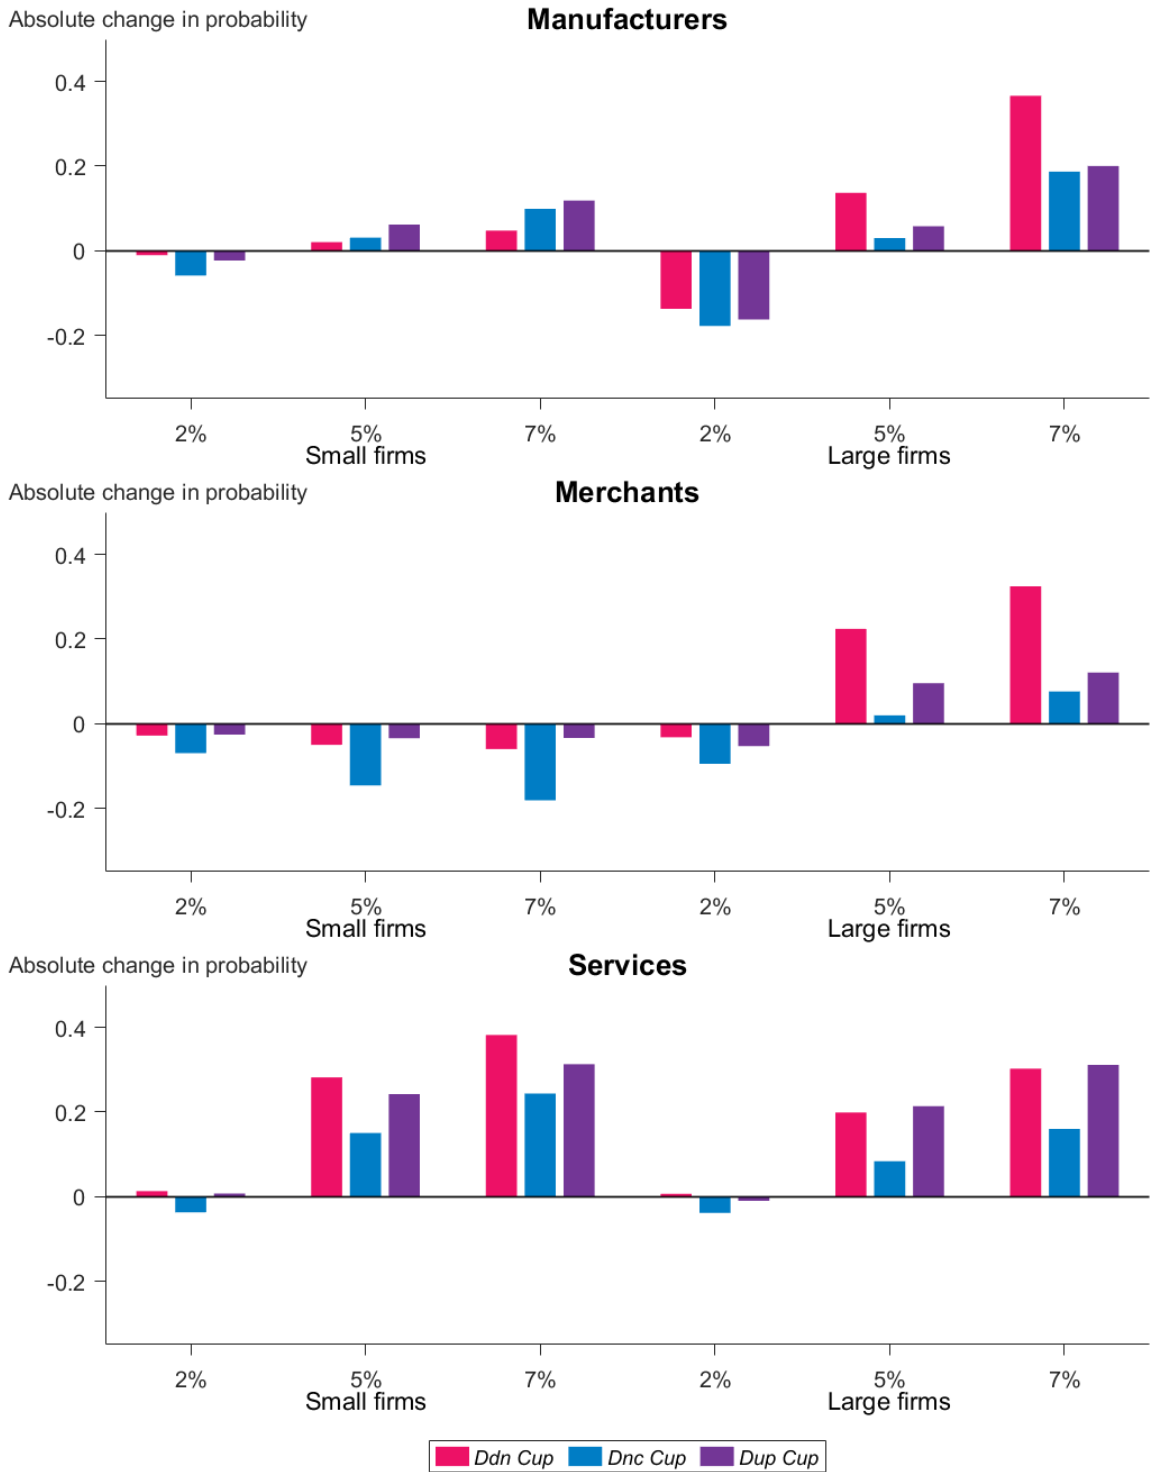 Absolute change in probability
Manufacturers
0.4
0.2
0
-0.2
2% 5% 7% 2% 5% 7%
Small firms Large firms
Absolute change in probability
Merchants
0.4
0.2
0
-0.2
2% 5% 7% 2% 5% 7%
Small firms Large firms
Absolute change in probability
Services
0.4
0.2
0
-0.2
2% 5% 7% 2% 5% 7%
Small firms Large firms
Ddn Cup Dnc Cup Dup Cup